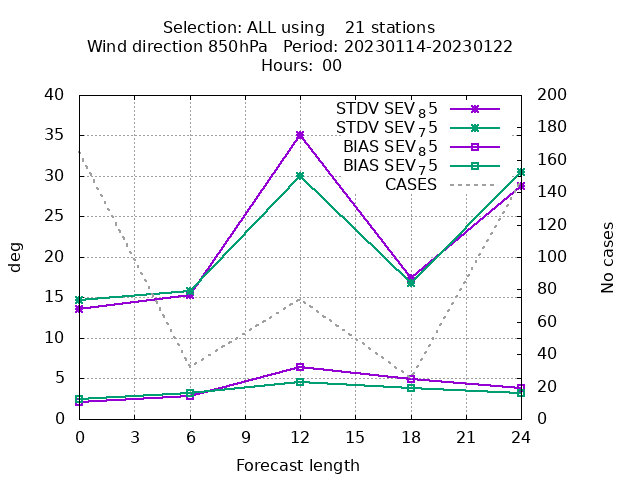 Selection: ALL using 21 stations
Wind direction 850hPa Period: 20230114-20230122
Hours: 00
STDV SEV₈5
STDV SEV₇5
BIAS SEV₈5
BIAS SEV₇5
CASES
40
35
30
25
20
15
10
5
0
deg
200
180
160
140
120
100
80
60
40
20
0
No cases
0 3 6 9 12 15 18 21 24
Forecast length